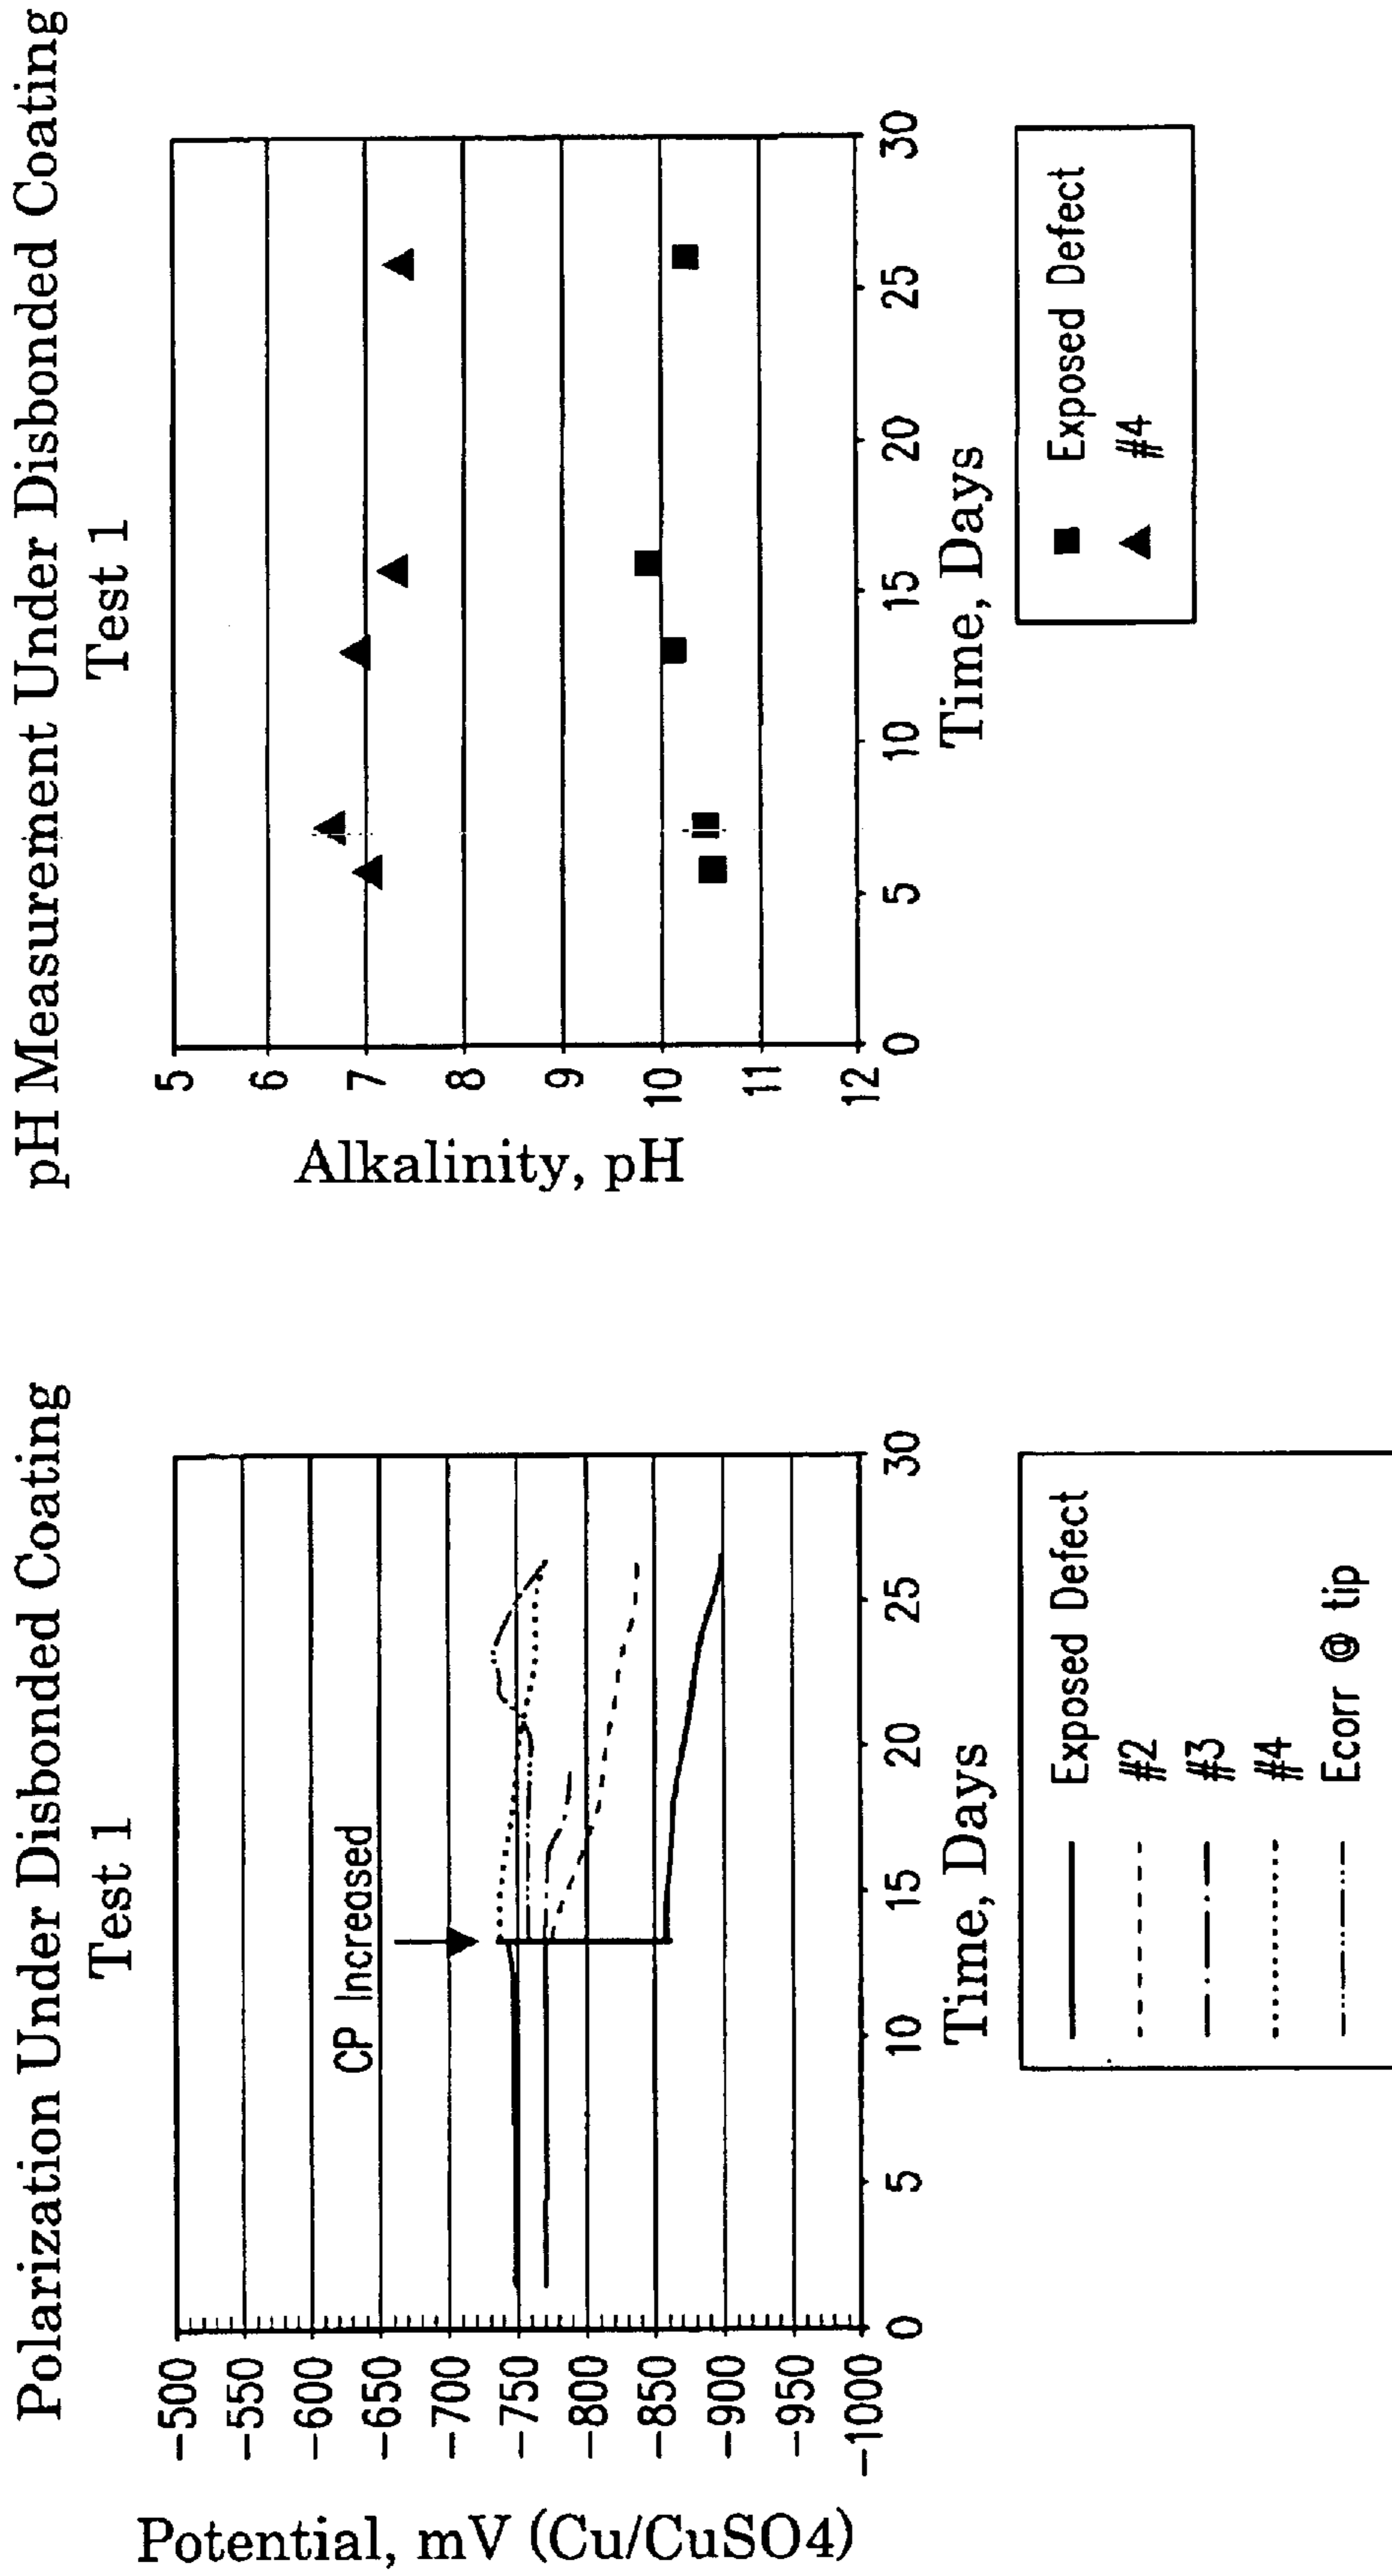 Polarization Under Disbonded Coating
Test 1
CP Increased
-500
-550
-600
-650
-700
-750
-800
-850
-900
-950
-1000
Potential, mV (Cu/CuSO4)
0 5 10 15 20 25 30
Time, Days
Exposed Defect
#2
#3
#4
Ecorr @ tip
pH Measurement Under Disbonded Coating
Test 1
5
6
7
8
9
10
11
12
Alkalinity, pH
0 5 10 15 20 25 30
Time, Days
Exposed Defect
#4